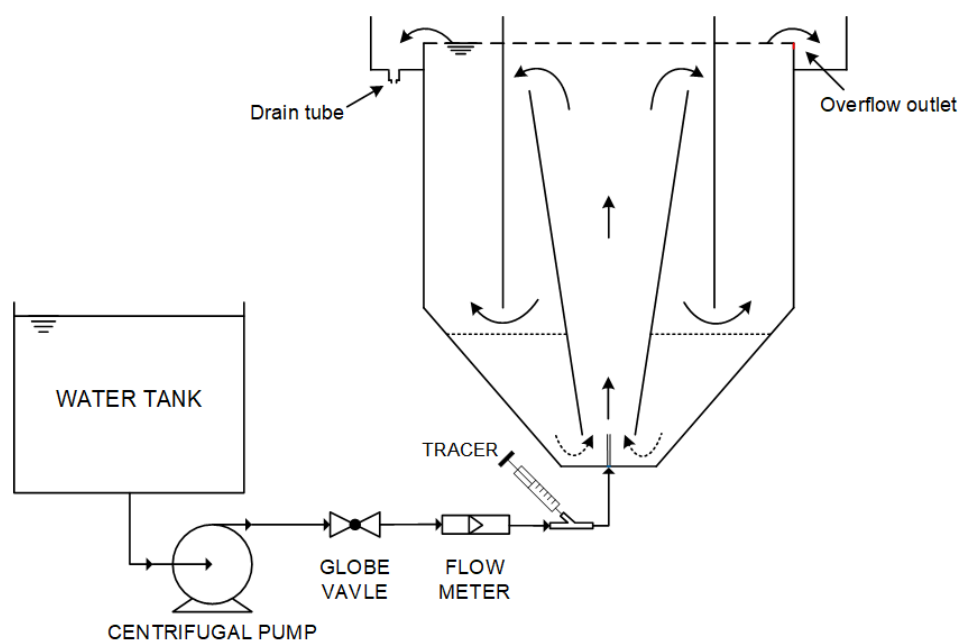 Drain tube
Overflow outlet
WATER TANK
TRACER
GLOBE
VAVLE
FLOW
METER
CENTRIFUGAL PUMP